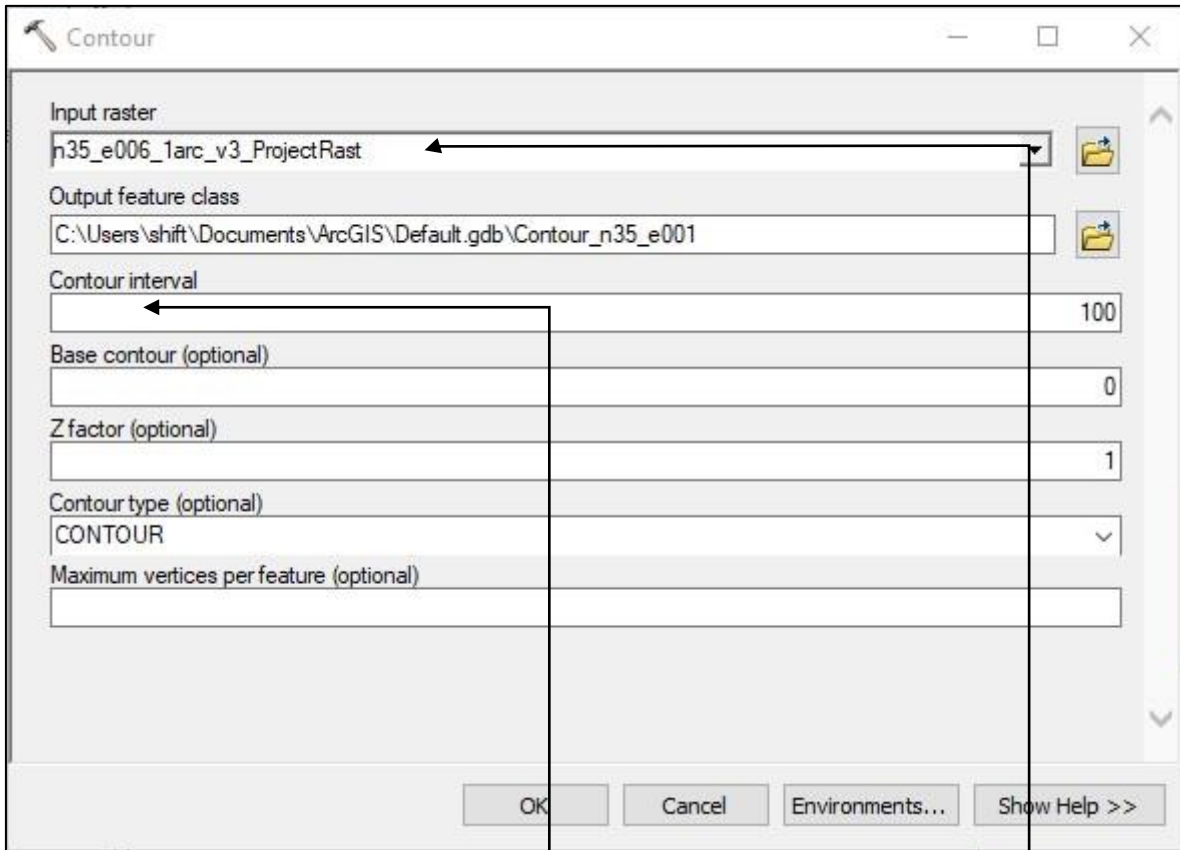 Contour
Input raster
n35_e006_1arc_v3_ProjectRast
Output feature class
C:\Users\shift\Documents\ArcGIS\Default.gdb\Contour_n35_e001
Contour interval
100
Base contour (optional)
0
Z factor (optional)
1
Contour type (optional)
CONTOUR
Maximum vertices per feature (optional)
OK Cancel Environments... Show Help >>